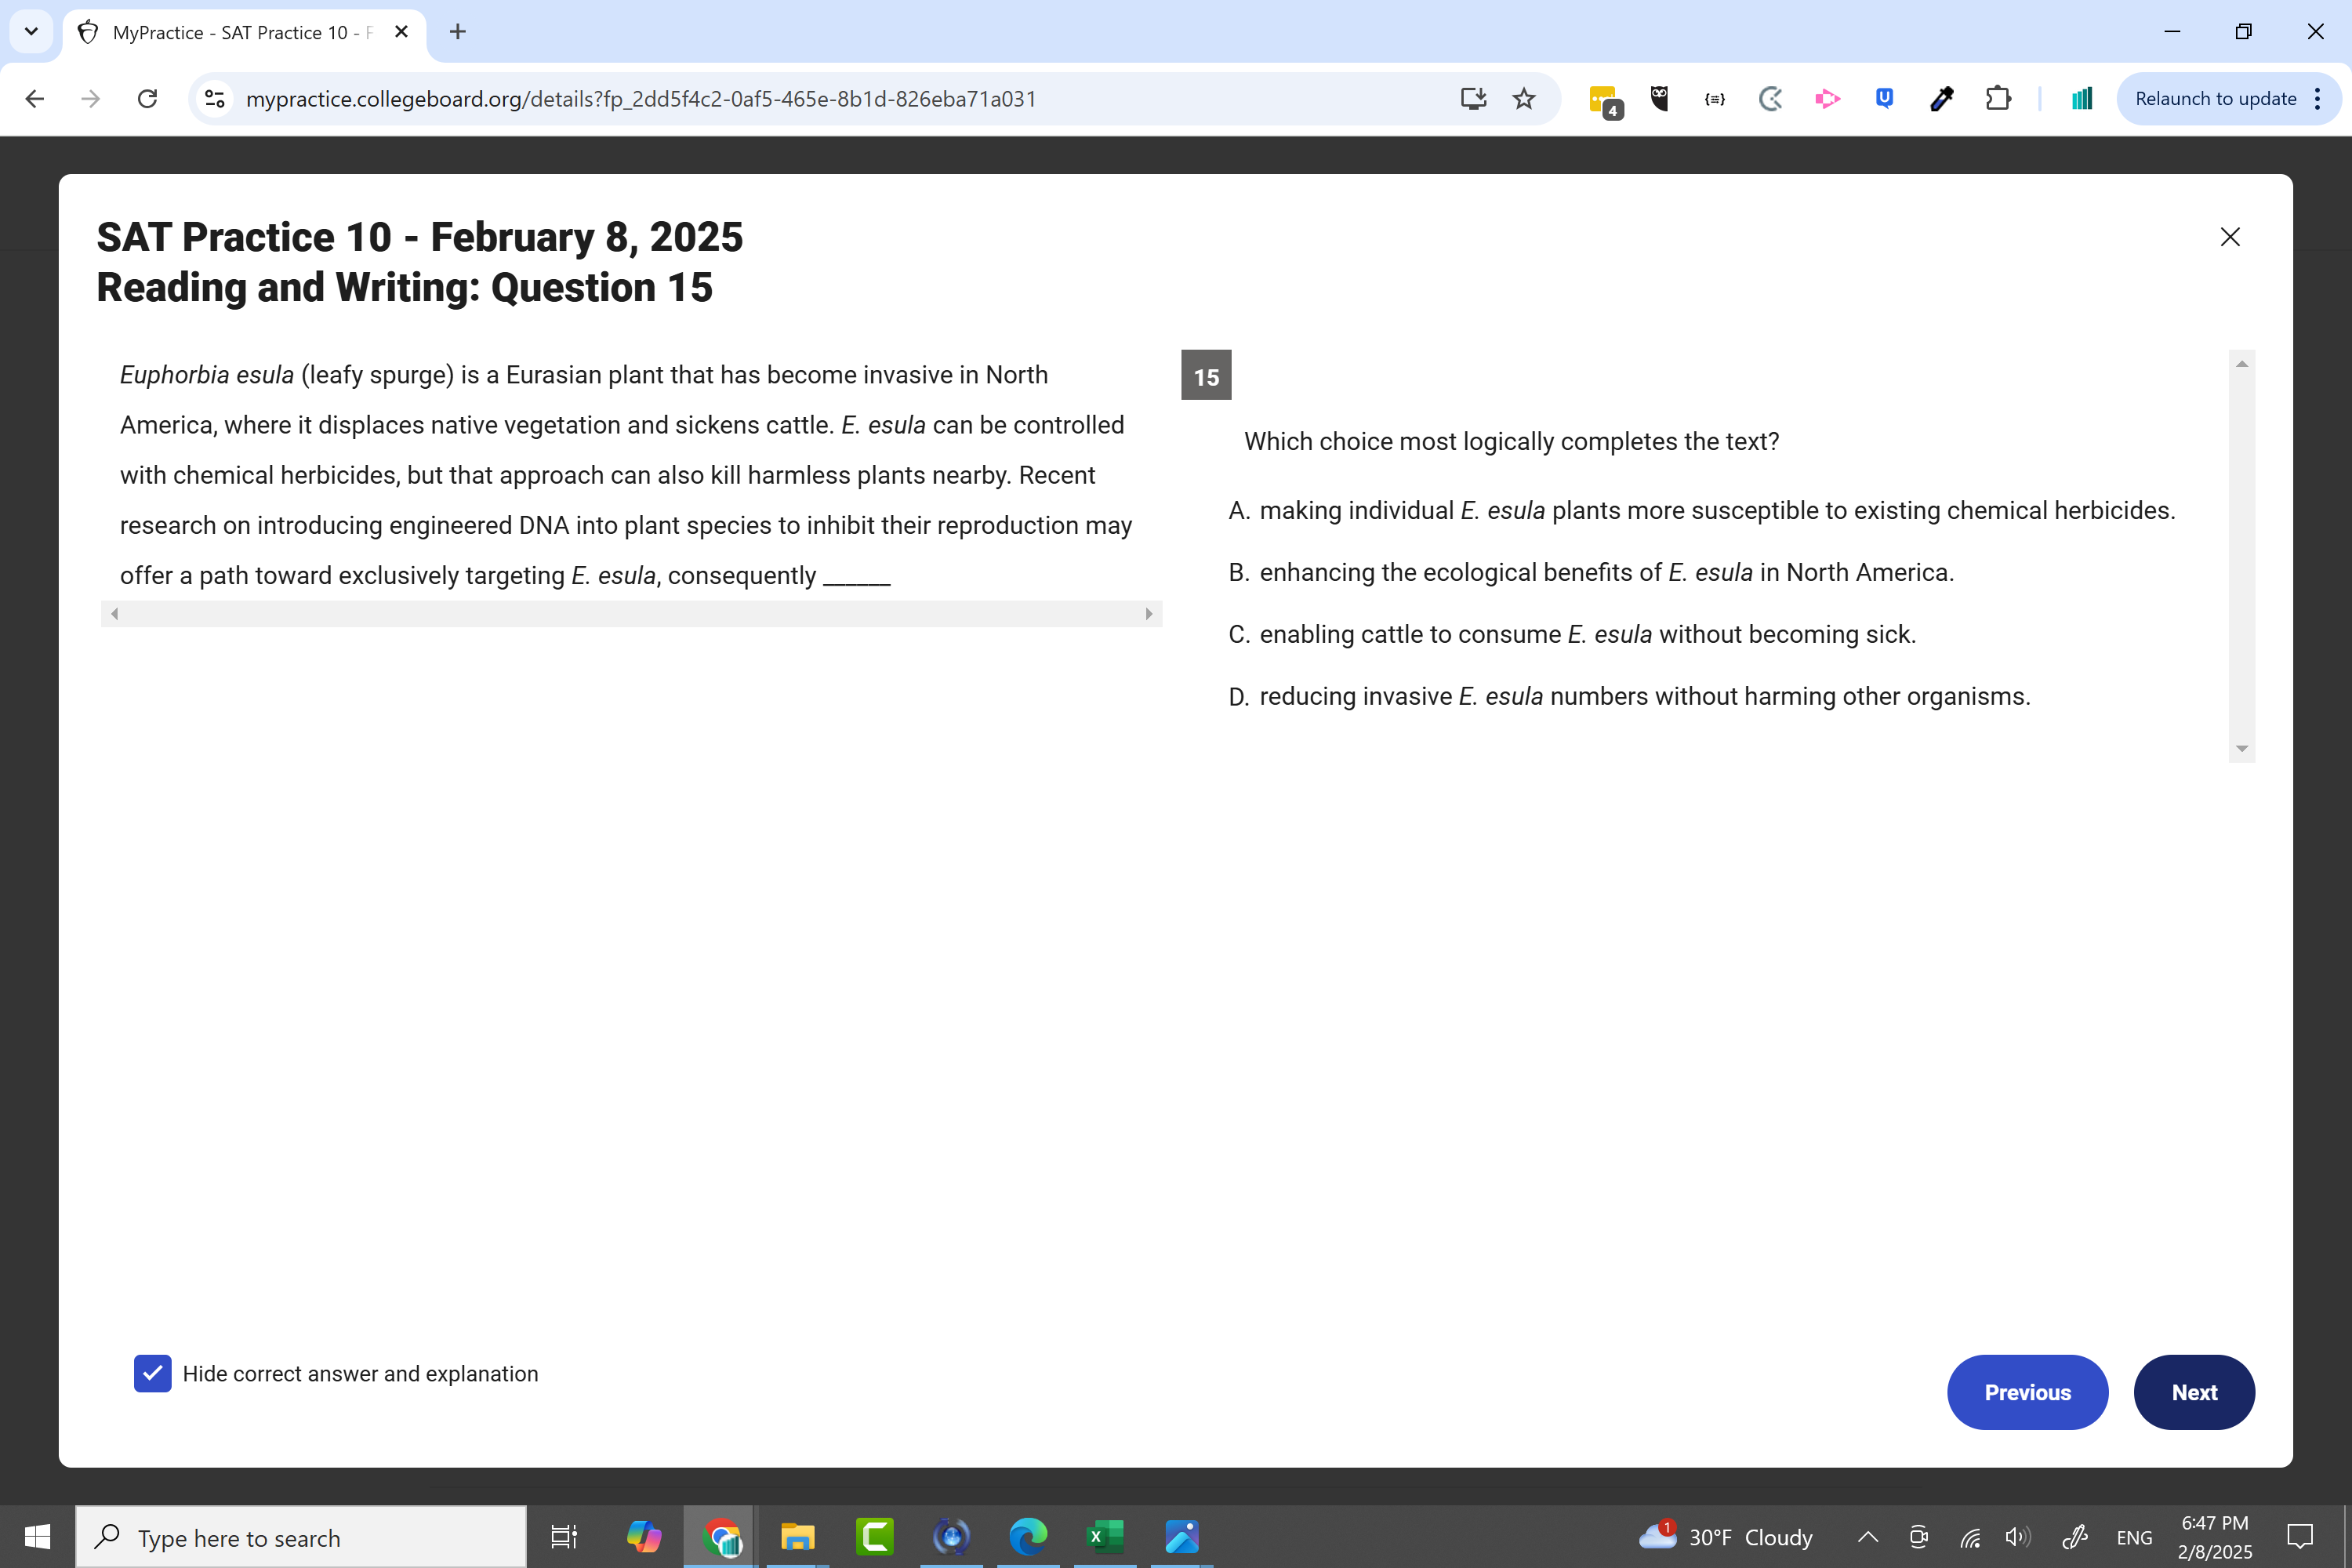 MyPractice - SAT Practice 10 - F
mypractice.collegeboard.org/details?fp_2dd5f4c2-0af5-465e-8b1d-826eba71a031
4
{≡}
U
Relaunch to update
SAT Practice 10 - February 8, 2025
Reading and Writing: Question 15
Euphorbia esula (leafy spurge) is a Eurasian plant that has become invasive in North
America, where it displaces native vegetation and sickens cattle. E. esula can be controlled
with chemical herbicides, but that approach can also kill harmless plants nearby. Recent
research on introducing engineered DNA into plant species to inhibit their reproduction may
offer a path toward exclusively targeting E. esula, consequently ______
15
Which choice most logically completes the text?
A. making individual E. esula plants more susceptible to existing chemical herbicides.
B. enhancing the ecological benefits of E. esula in North America.
C. enabling cattle to consume E. esula without becoming sick.
D. reducing invasive E. esula numbers without harming other organisms.
Hide correct answer and explanation
Previous
Next
Type here to search
1
30°F Cloudy
ENG
6:47 PM
2/8/2025